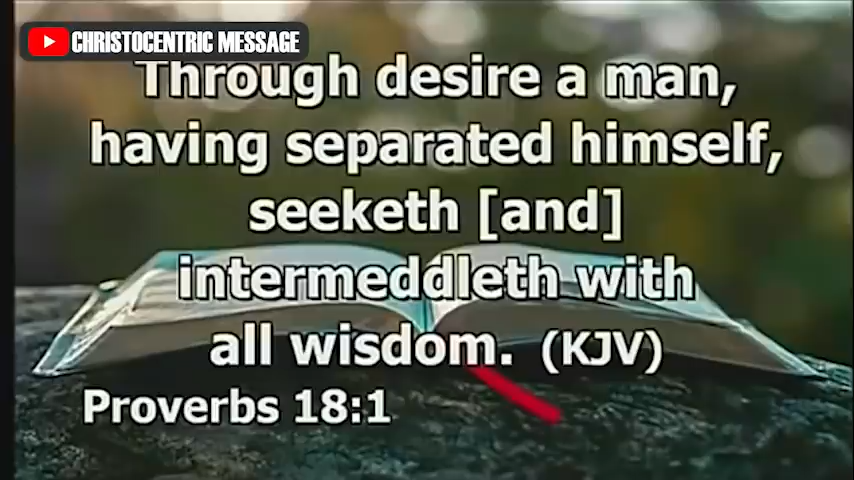 CHRISTOCENTRIC MESSAGE
Through desire a man,
having separated himself,
seeketh [and]
intermeddleth with
all wisdom. (KJV)
Proverbs 18:1